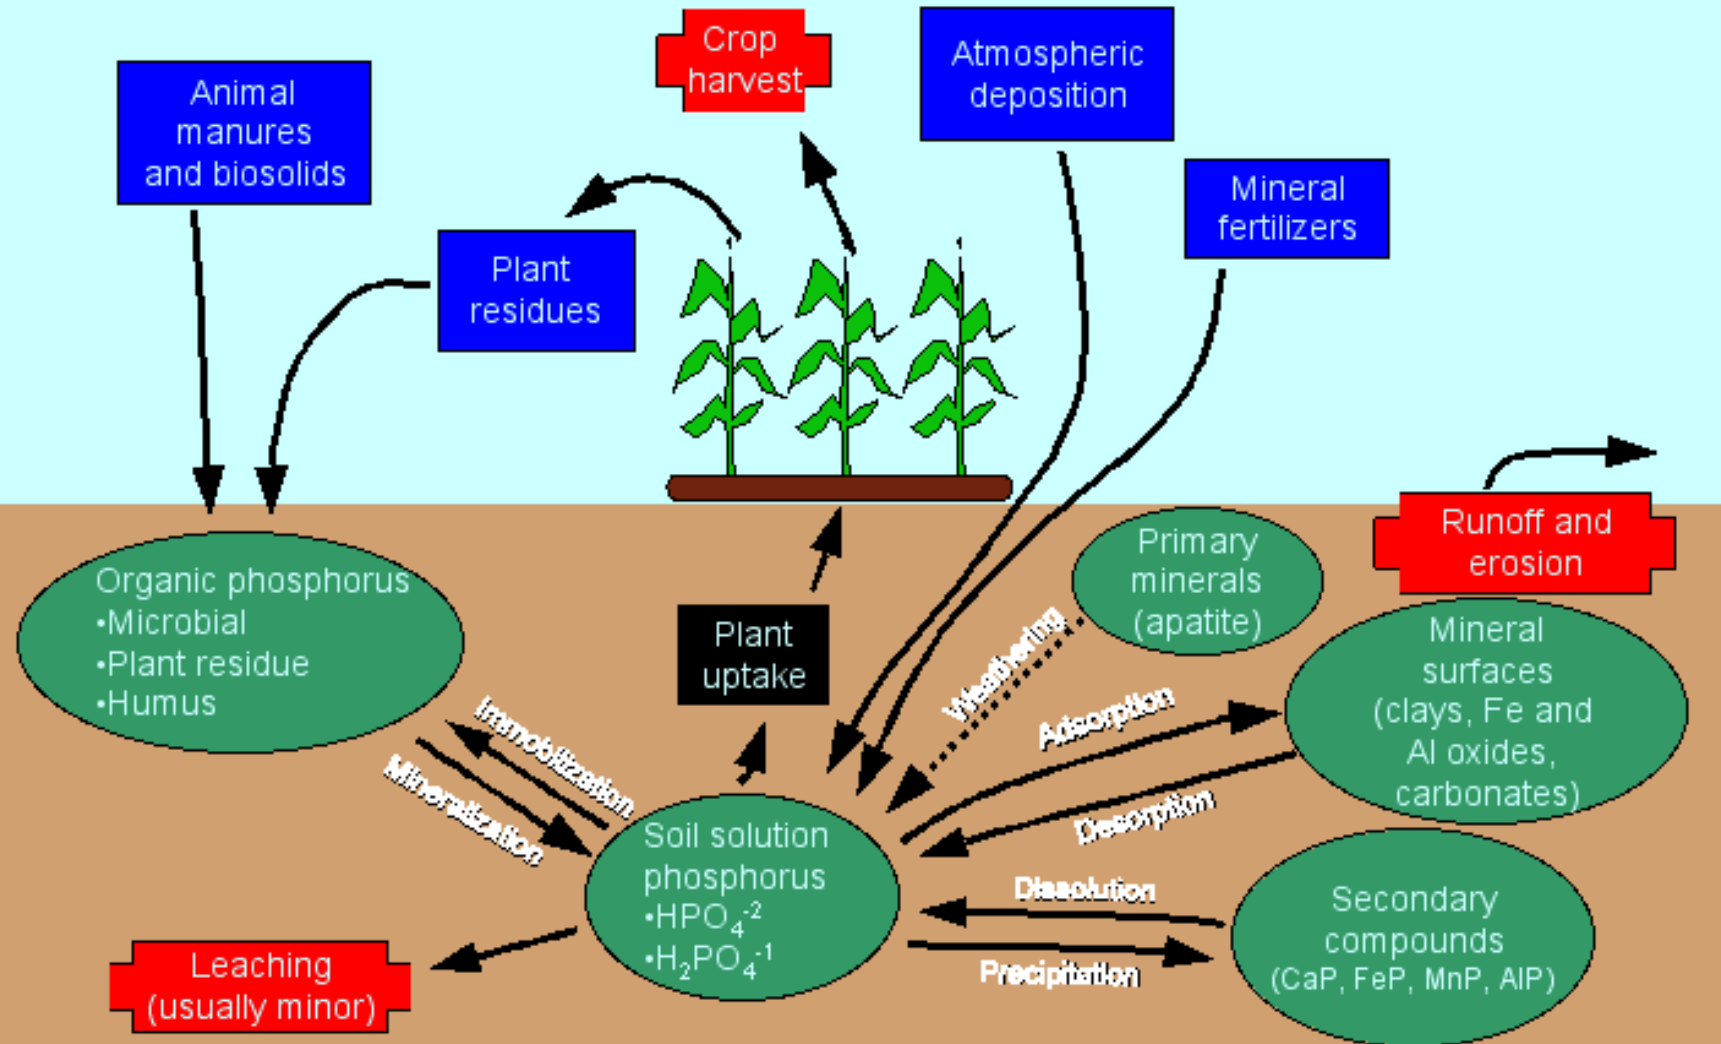 Crop
harvest
Atmospheric
deposition
Animal
manures
and biosolids
Mineral
fertilizers
Plant
residues
Runoff and
erosion
Primary
minerals
(apatite)
Organic phosphorus
•Microbial
•Plant residue
•Humus
Plant
uptake
Weathering
Mineral
surfaces
(clays, Fe and
Al oxides,
carbonates)
Adsorption
Immobilization
Mineralization
Desorption
Soil solution
phosphorus
•HPO₄⁻²
•H₂PO₄⁻¹
Dissolution
Precipitation
Secondary
compounds
(CaP, FeP, MnP, AlP)
Leaching
(usually minor)